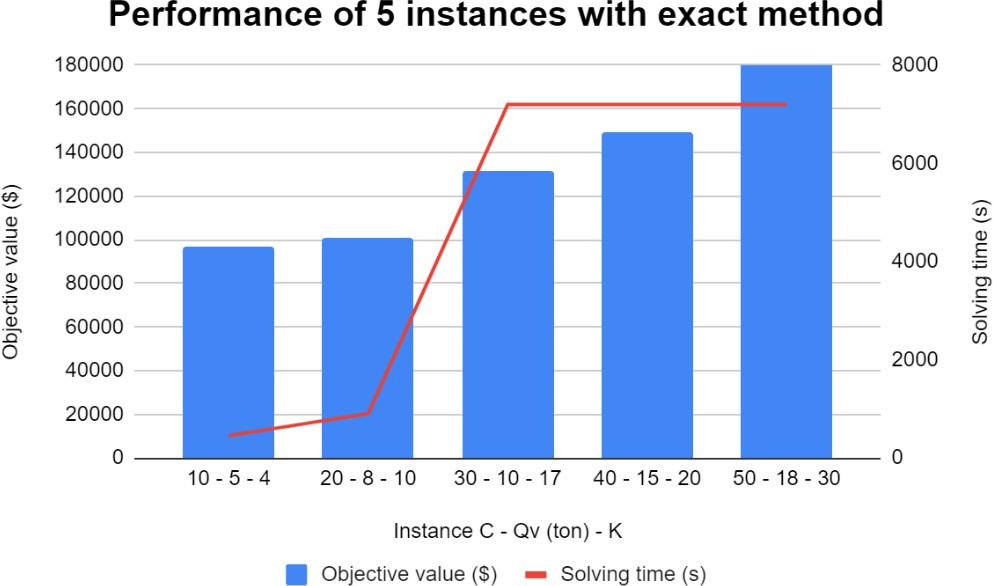 Performance of 5 instances with exact method
Objective value ($)
180000
160000
140000
120000
100000
80000
60000
40000
20000
0
8000
6000
4000
2000
0
Solving time (s)
10 - 5 - 4
20 - 8 - 10
30 - 10 - 17
40 - 15 - 20
50 - 18 - 30
Instance C - Qv (ton) - K
Objective value ($)
Solving time (s)